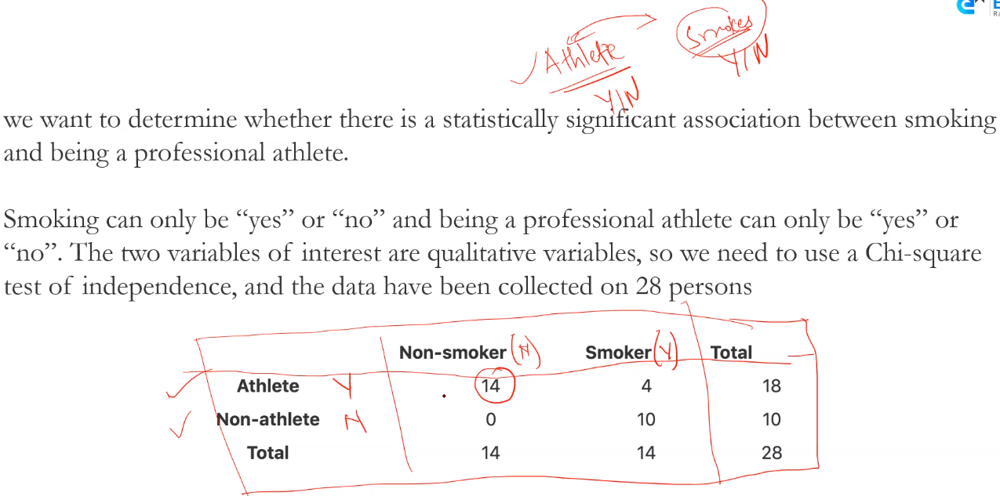 Smokes
Athlete
Y/N
Y/N
we want to determine whether there is a statistically significant association between smoking
and being a professional athlete.
Smoking can only be “yes” or “no” and being a professional athlete can only be “yes” or
“no”. The two variables of interest are qualitative variables, so we need to use a Chi-square
test of independence, and the data have been collected on 28 persons
Non-smoker (N) Smoker (Y) Total
Athlete Y 14 4 18
Non-athlete N 0 10 10
Total 14 14 28